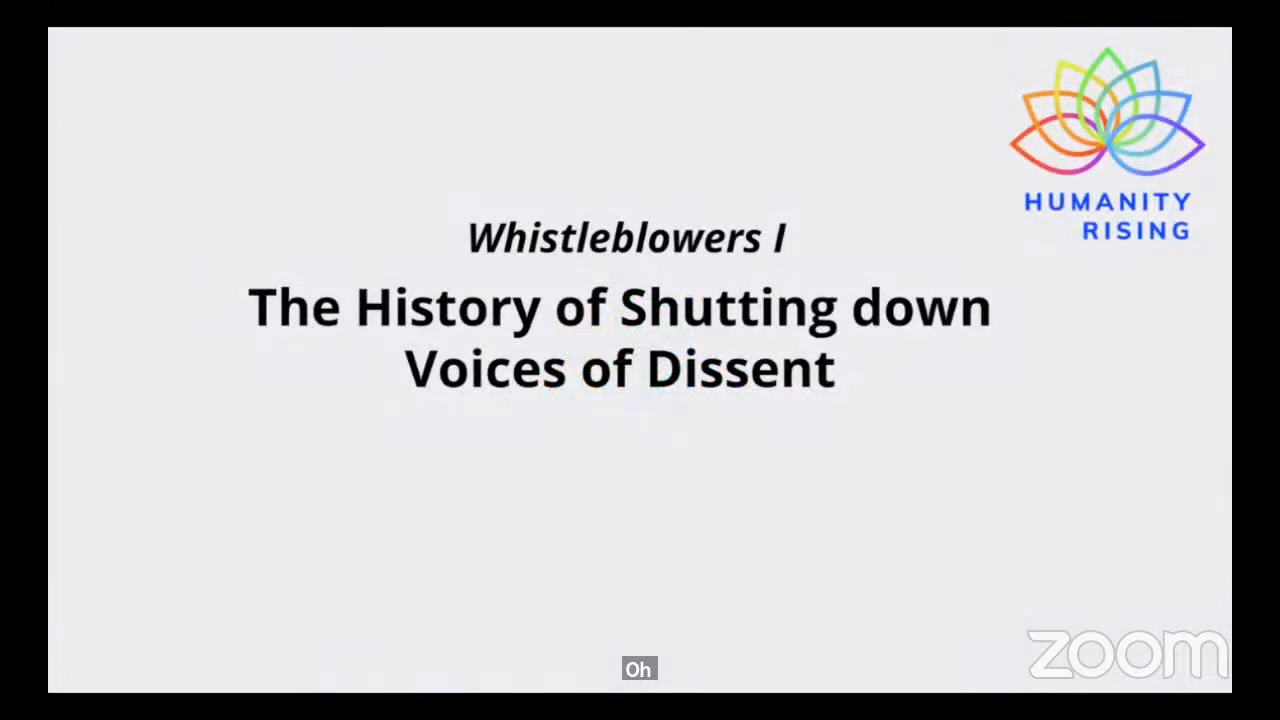 HUMANITY
RISING
Whistleblowers I
The History of Shutting down
Voices of Dissent
zoom
Oh